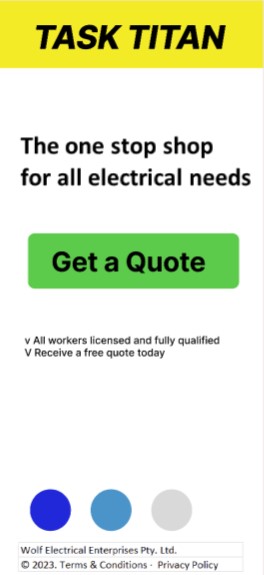 TASK TITAN
The one stop shop
for all electrical needs
Get a Quote
v All workers licensed and fully qualified
V Receive a free quote today
Wolf Electrical Enterprises Pty. Ltd.
© 2023. Terms & Conditions · Privacy Policy